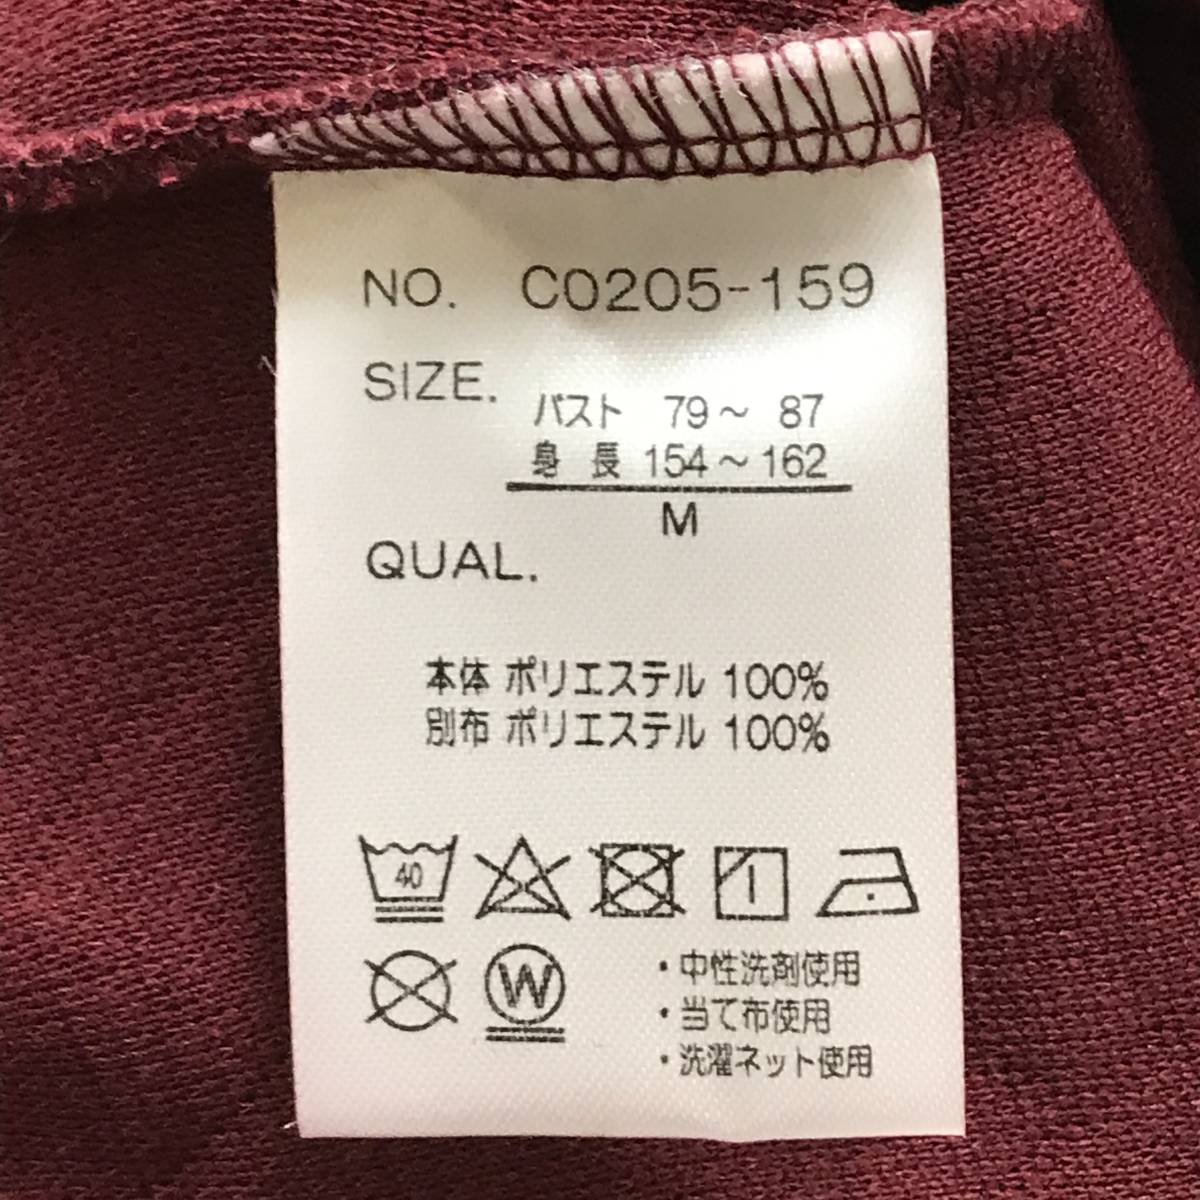 NO. C0205-159
SIZE.
バスト 79～ 87
身 長 154～162
M
QUAL.
本体 ポリエステル 100%
別布 ポリエステル 100%
40
W
・中性洗剤使用
・当て布使用
・洗濯ネット使用